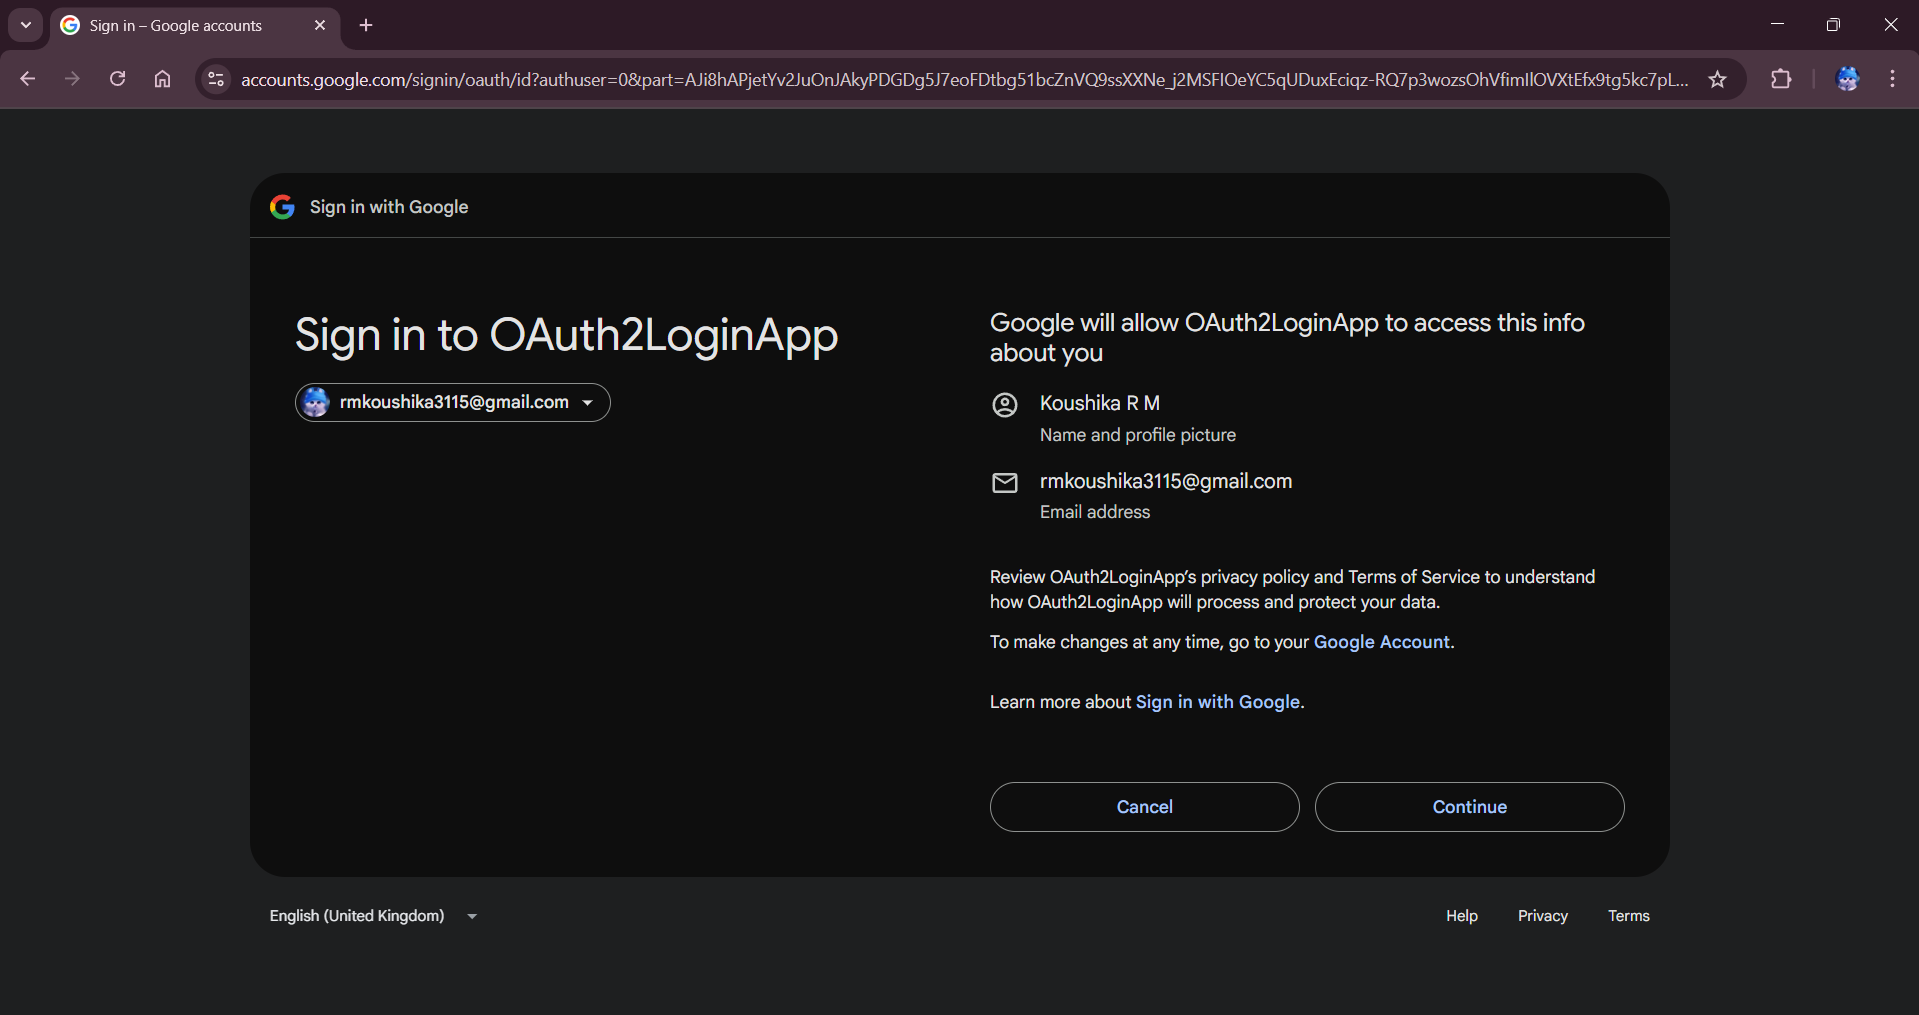 Sign in – Google accounts
accounts.google.com/signin/oauth/id?authuser=0&part=AJi8hAPjetYv2JuOnJAkyPDGDg5J7eoFDtbg51bcZnVQ9ssXXNe_j2MSFIOeYC5qUDuxEciqz-RQ7p3wozsOhVfimIlOVXtEfx9tg5kc7pL...
Sign in with Google
Sign in to OAuth2LoginApp
rmkoushika3115@gmail.com
Google will allow OAuth2LoginApp to access this info
about you
Koushika R M
Name and profile picture
rmkoushika3115@gmail.com
Email address
Review OAuth2LoginApp's privacy policy and Terms of Service to understand
how OAuth2LoginApp will process and protect your data.
To make changes at any time, go to your Google Account.
Learn more about Sign in with Google.
Cancel Continue
English (United Kingdom) Help Privacy Terms